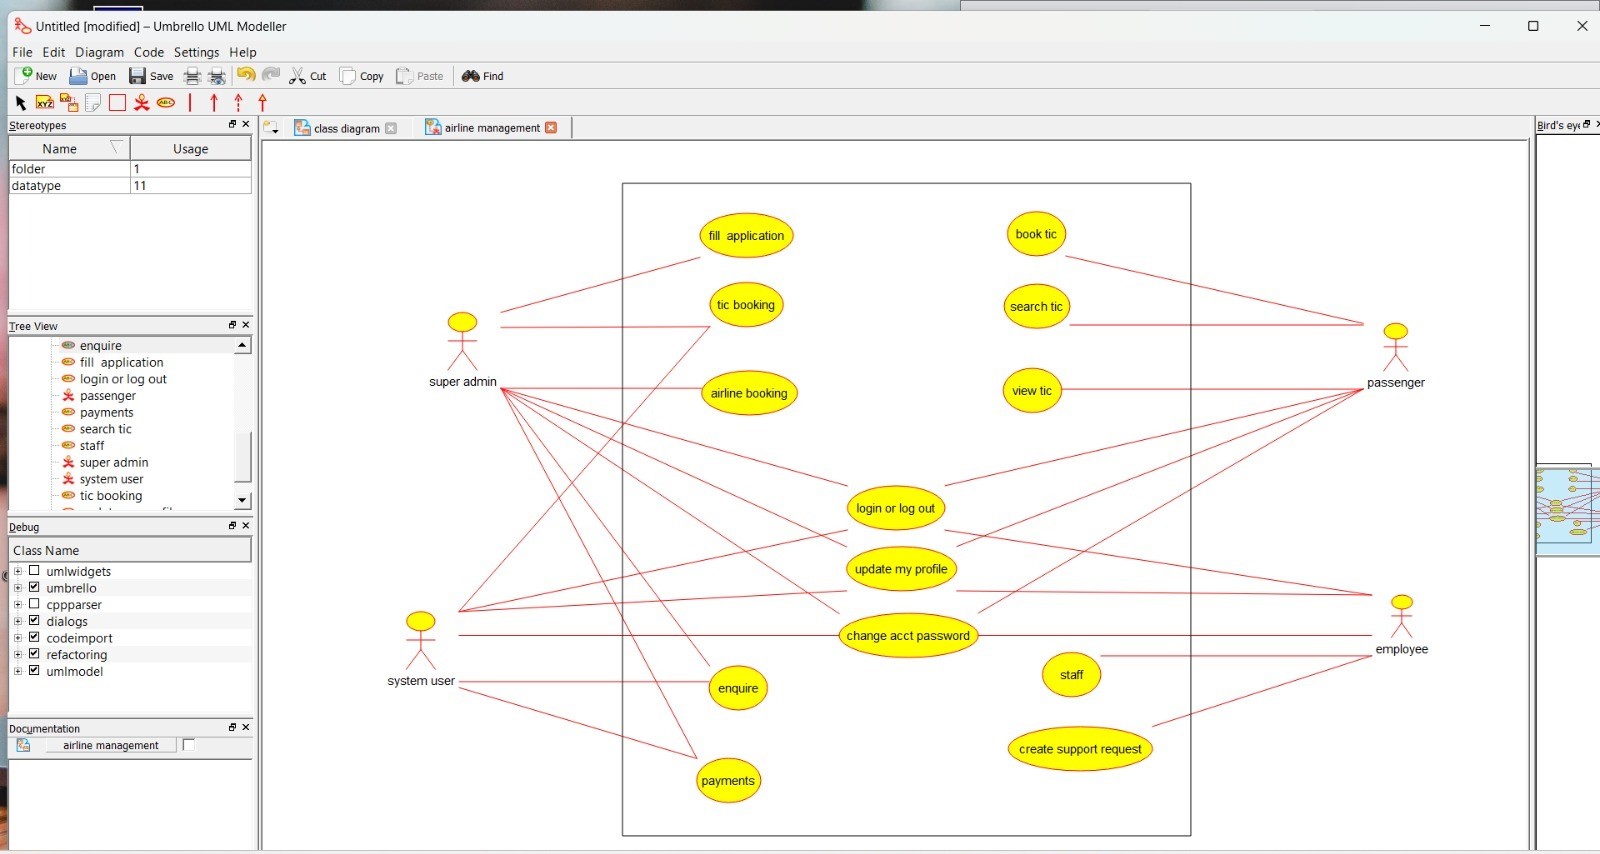 Untitled [modified] – Umbrello UML Modeller
File Edit Diagram Code Settings Help
New Open Save Cut Copy Paste Find
XYZ ABC
Stereotypes
Name Usage
folder 1
datatype 11
Tree View
enquire
fill application
login or log out
passenger
payments
search tic
staff
super admin
system user
tic booking
Debug
Class Name
umlwidgets
umbrello
cppparser
dialogs
codeimport
refactoring
umlmodel
Documentation
airline management
class diagram
airline management
fill application
book tic
tic booking
search tic
super admin
passenger
airline booking
view tic
login or log out
update my profile
change acct password
system user
employee
enquire
staff
create support request
payments
Bird's eye